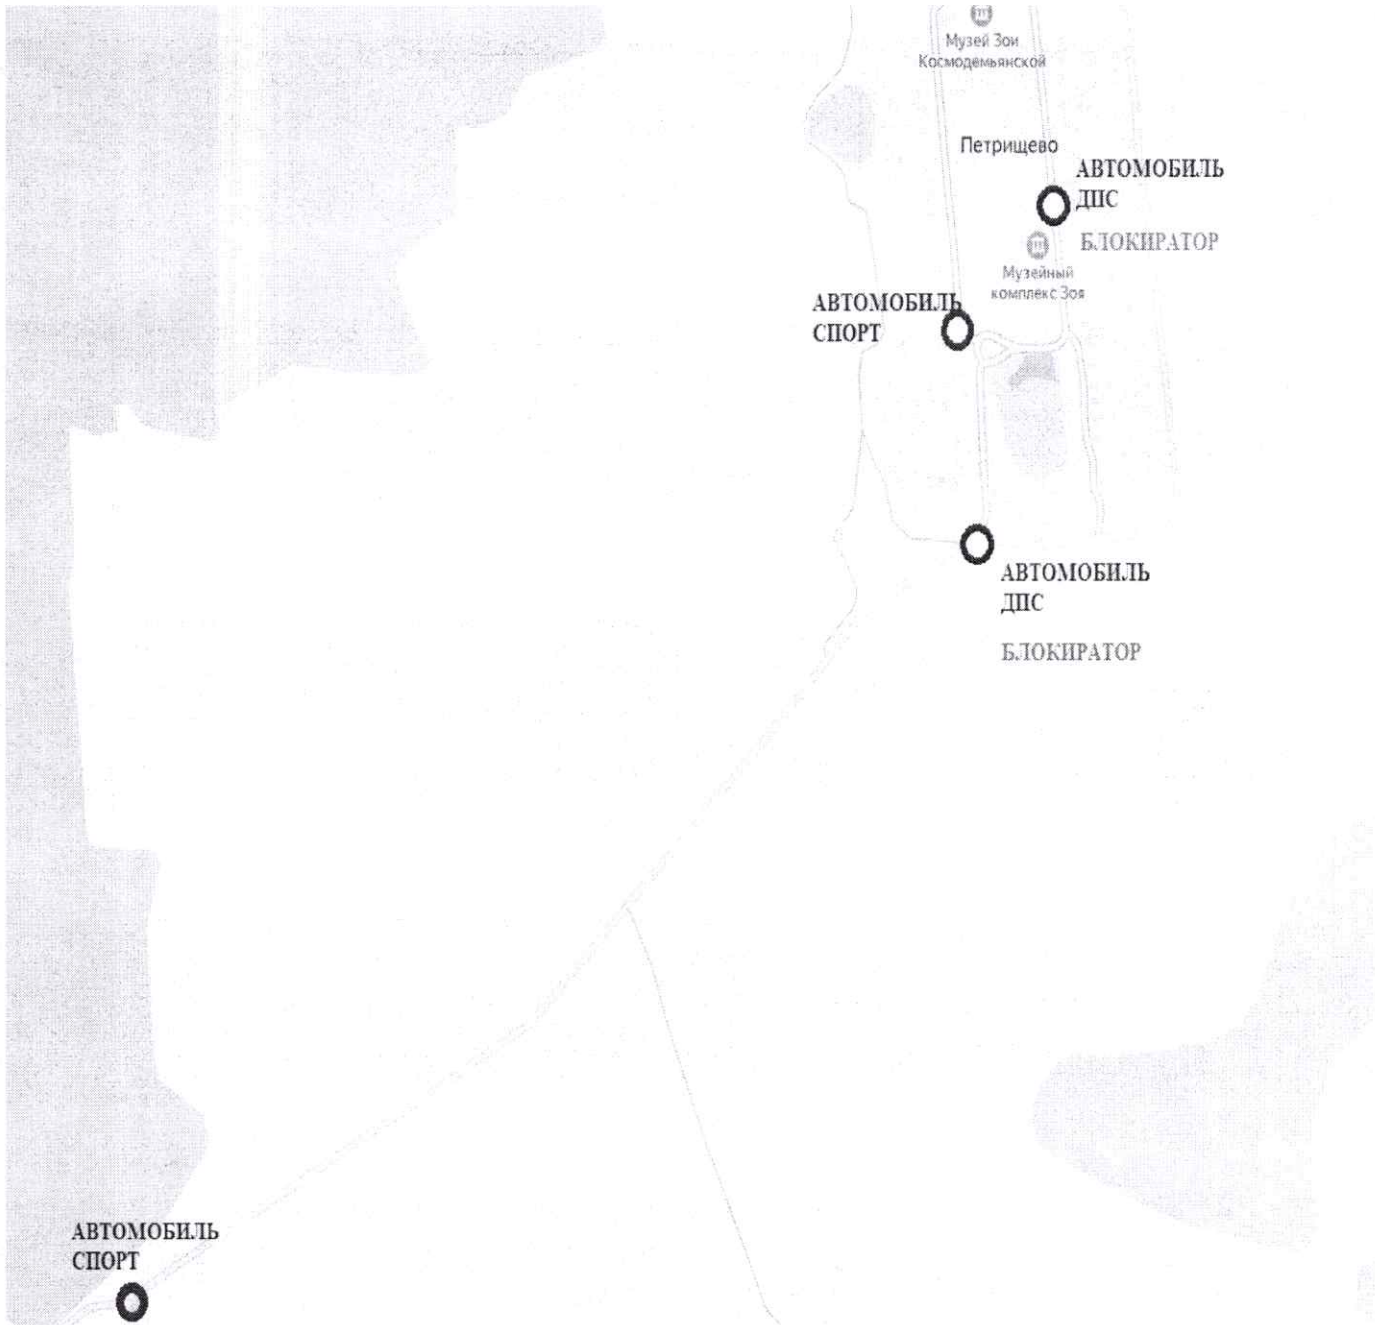 Музей Зои
Космодемьянской
Петрищево
АВТОМОБИЛЬ
ДПС
БЛОКИРАТОР
Музейный
комплекс Зоя
АВТОМОБИЛЬ
СПОРТ
АВТОМОБИЛЬ
ДПС
БЛОКИРАТОР
АВТОМОБИЛЬ
СПОРТ